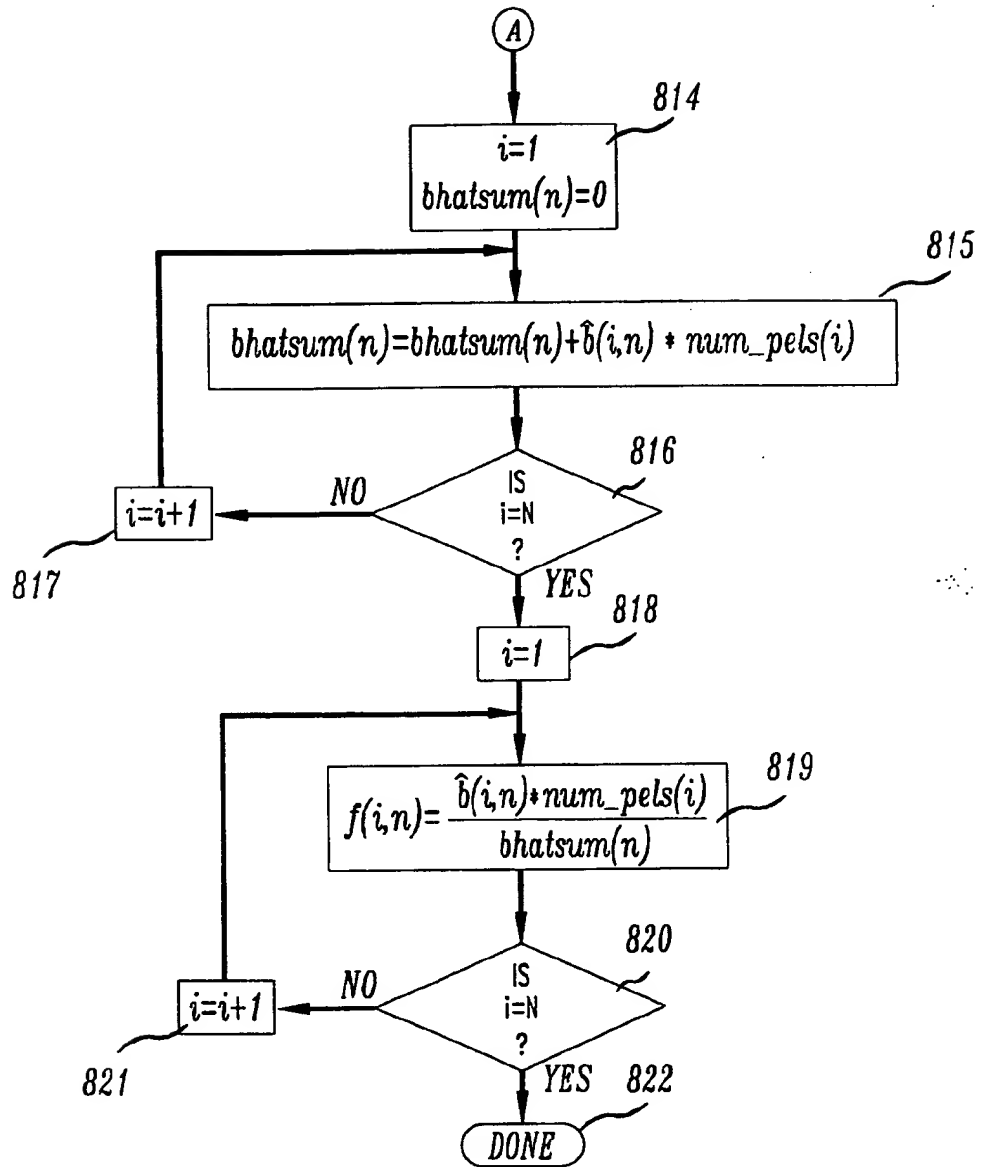 A
814
i=1
bhatsum(n)=0
815
bhatsum(n)=bhatsum(n)+b̂(i,n) * num_pels(i)
816
IS
i=N
?
NO
i=i+1
817
YES
818
i=1
819
f(i,n)= b̂(i,n)*num_pels(i)
bhatsum(n)
820
IS
i=N
?
NO
i=i+1
821
YES
822
DONE